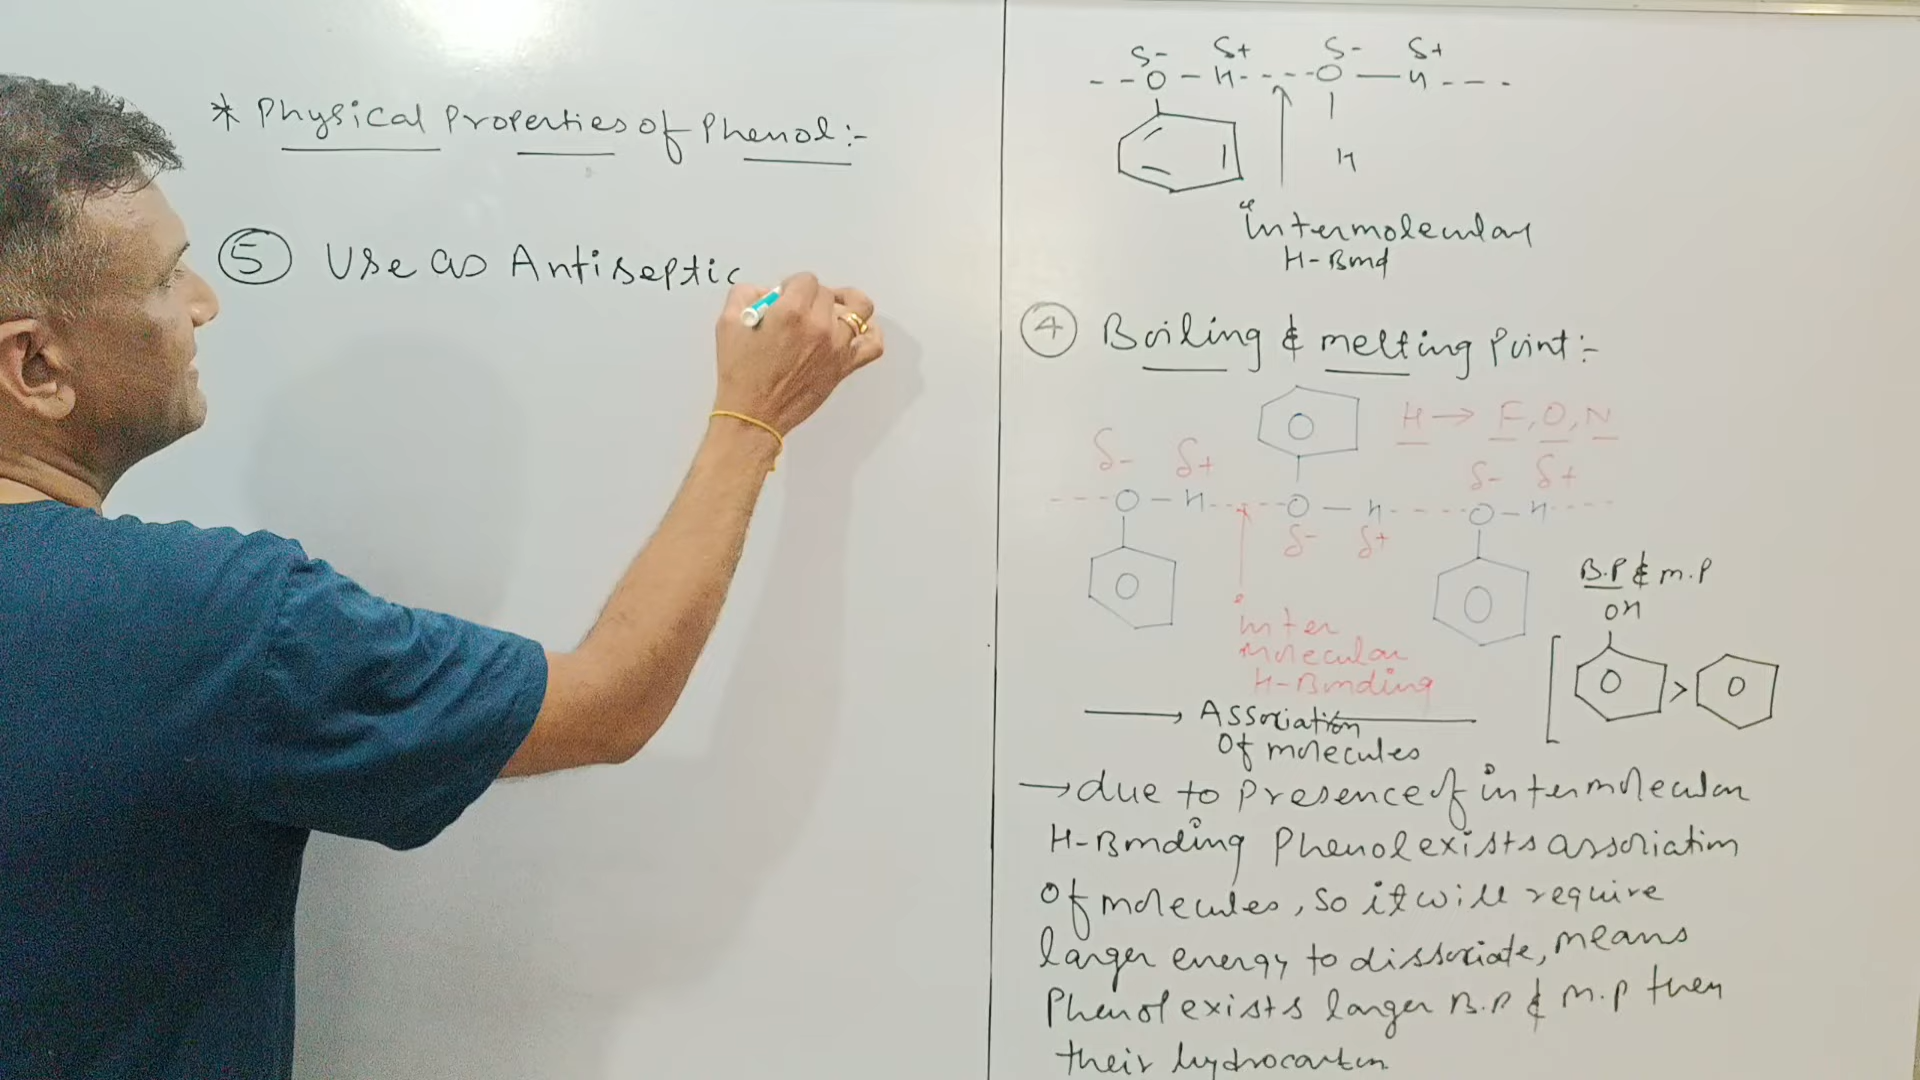 * Physical Properties of Phenol :-
⑤ Use as Antiseptic
δ- δ+ δ- δ+
---O-H----O-H---
H
"intermolecular
H-Bond
④ Boiling & melting Point :-
H → F, O, N
δ- δ+ δ- δ+
---O-H----O-H----O-H----
δ- δ+
inter
molecular
H-Bonding
B.P & m.P
OH
>
→ Association
Of molecules
→ due to Presence of intermolecular
H-Bonding Phenol exists association
Of molecules, so it will require
larger energy to dissociate, means
Phenol exists larger B.P & m.p then
their hydrocarbon